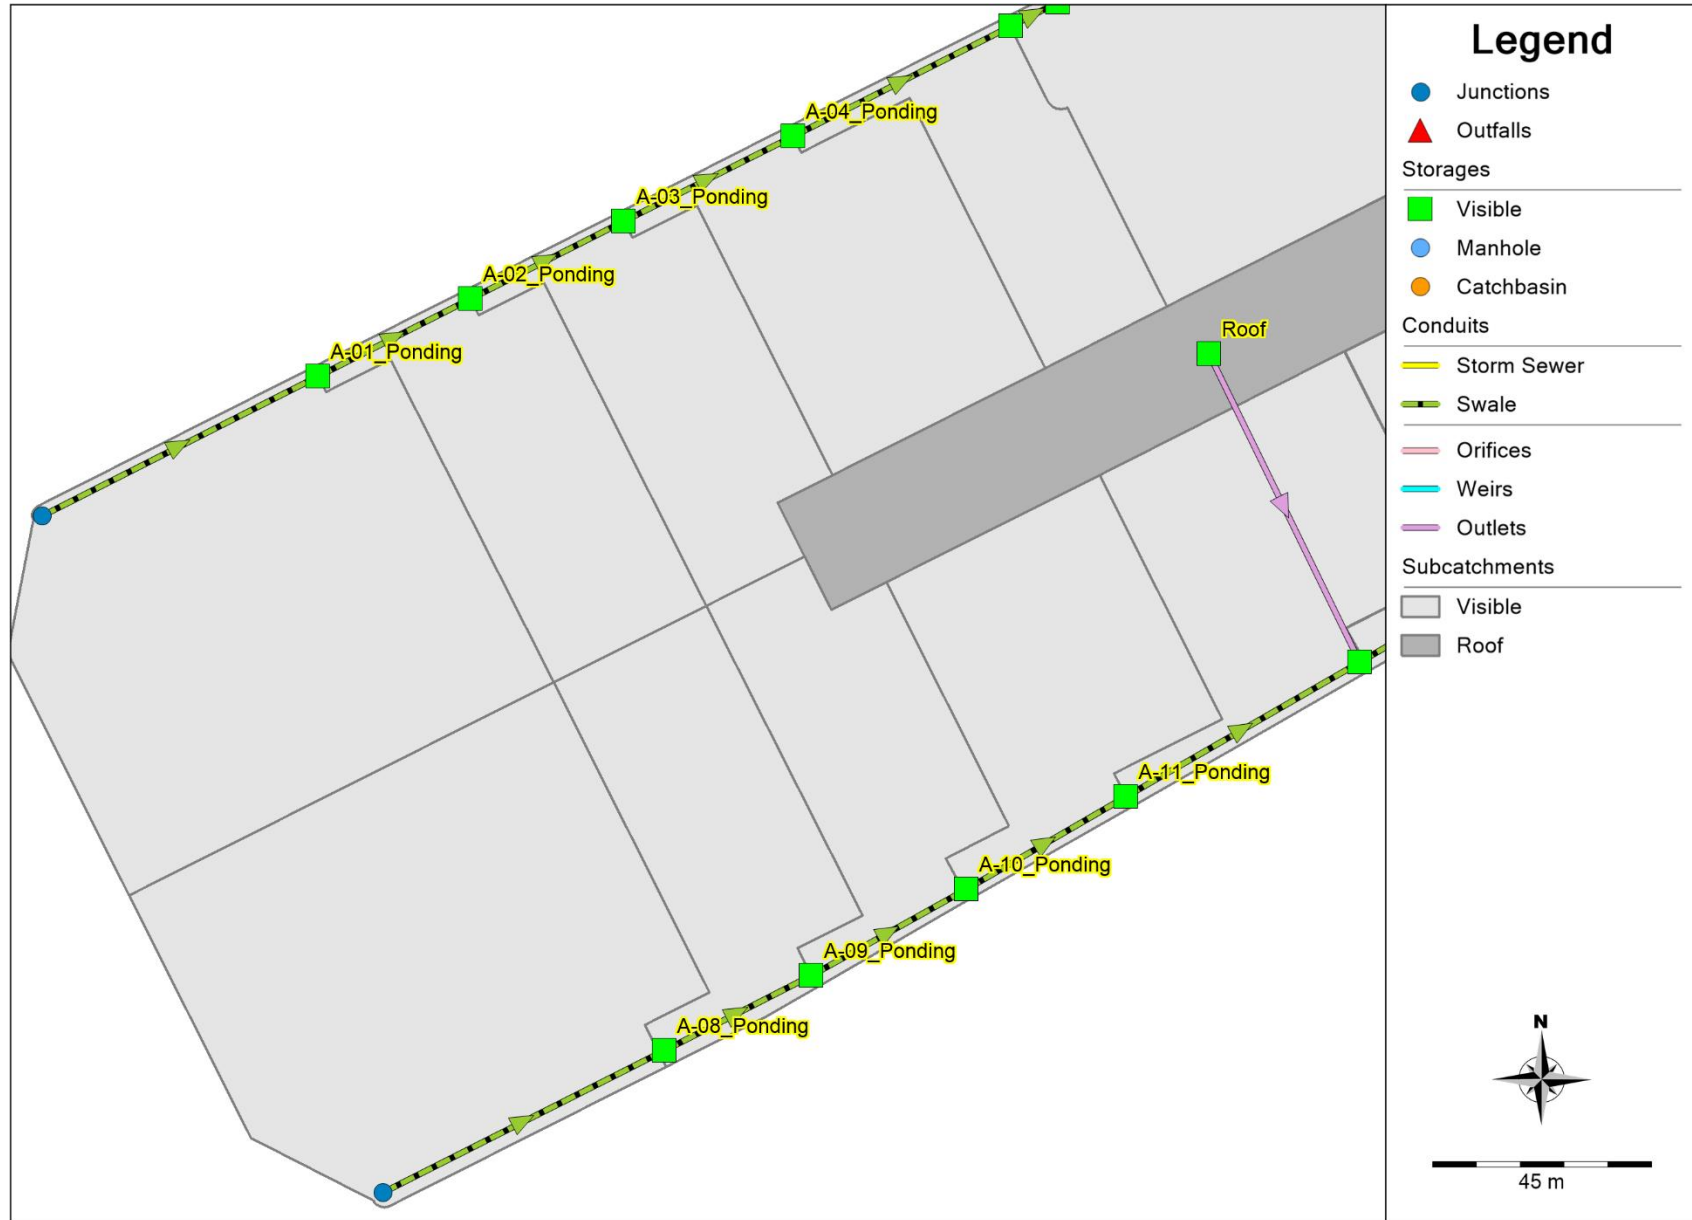 A-04_Ponding
A-03_Ponding
A-02_Ponding
A-01_Ponding
Roof
A-11_Ponding
A-10_Ponding
A-09_Ponding
A-08_Ponding
Legend
Junctions
Outfalls
Storages
Visible
Manhole
Catchbasin
Conduits
Storm Sewer
Swale
Orifices
Weirs
Outlets
Subcatchments
Visible
Roof
N
45 m